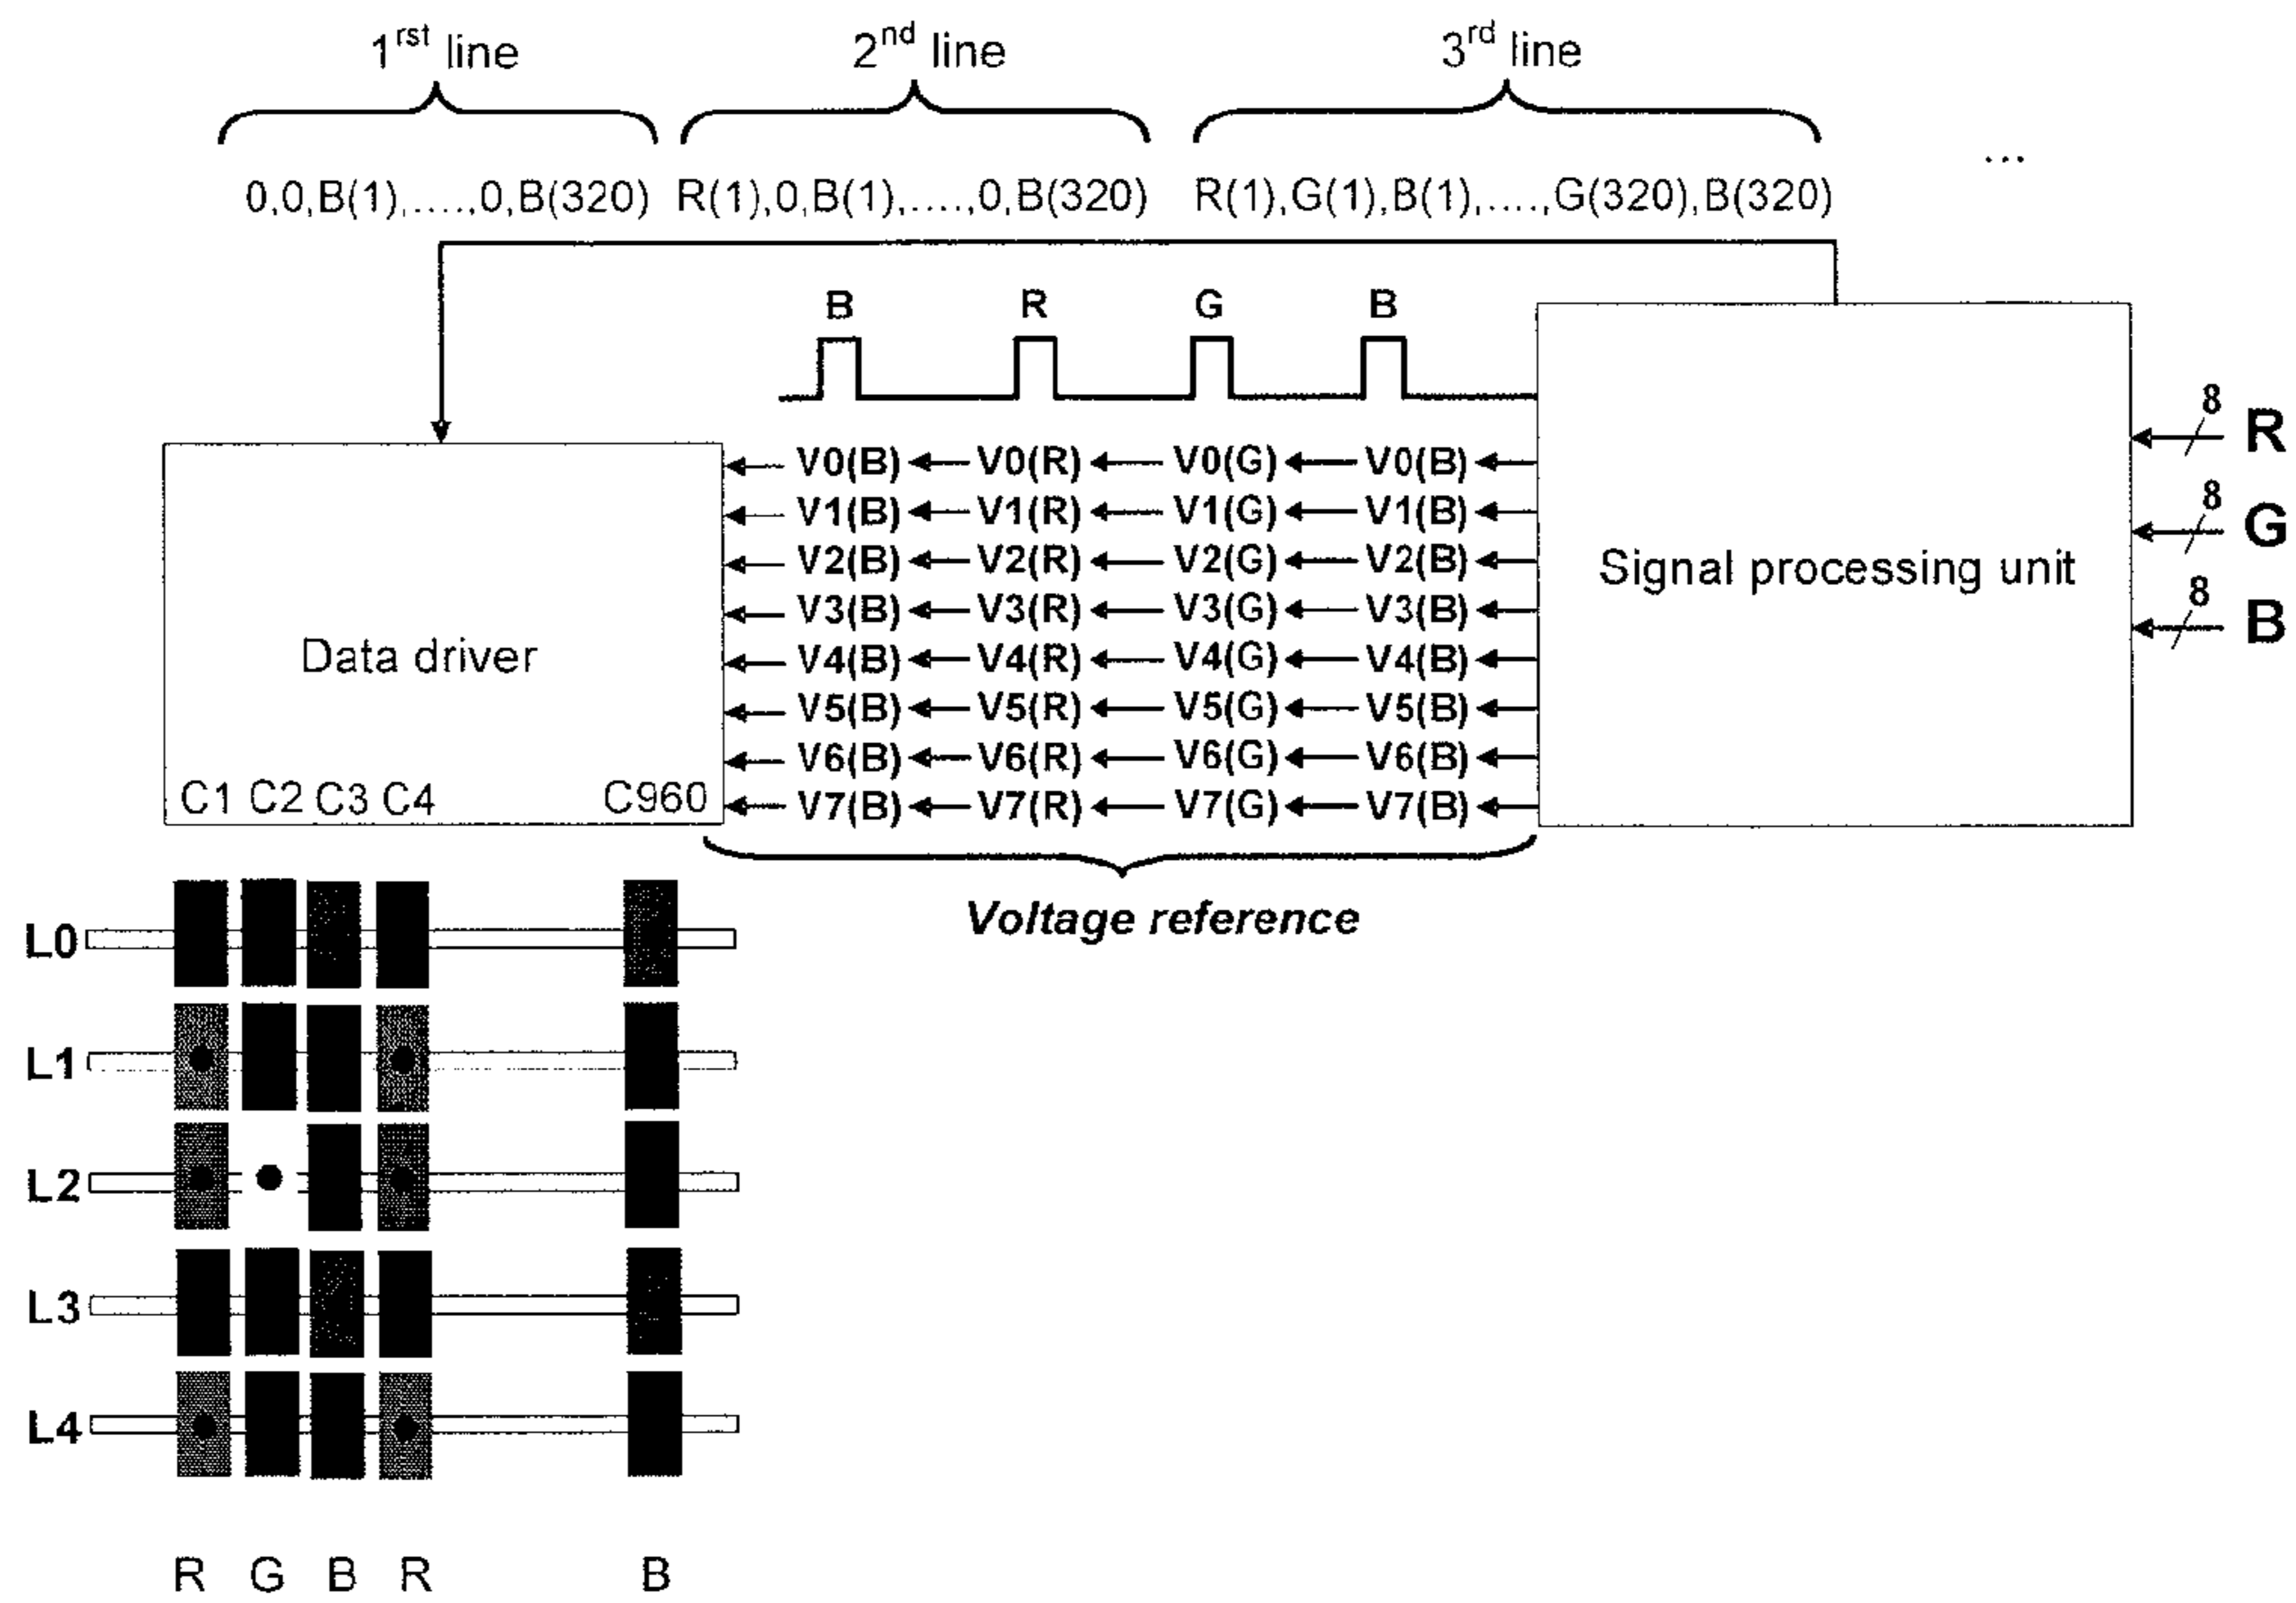 1rst line 2nd line 3rd line
0,0,B(1),....,0,B(320) R(1),0,B(1),....,0,B(320) R(1),G(1),B(1),....,G(320),B(320) ...
B R G B
8 R
8 G
8 B
V0(B) V0(R) V0(G) V0(B)
V1(B) V1(R) V1(G) V1(B)
V2(B) V2(R) V2(G) V2(B)
V3(B) V3(R) V3(G) V3(B)
V4(B) V4(R) V4(G) V4(B)
V5(B) V5(R) V5(G) V5(B)
V6(B) V6(R) V6(G) V6(B)
V7(B) V7(R) V7(G) V7(B)
Signal processing unit
Data driver
C1 C2 C3 C4 C960
Voltage reference
L0
L1
L2
L3
L4
R G B R B